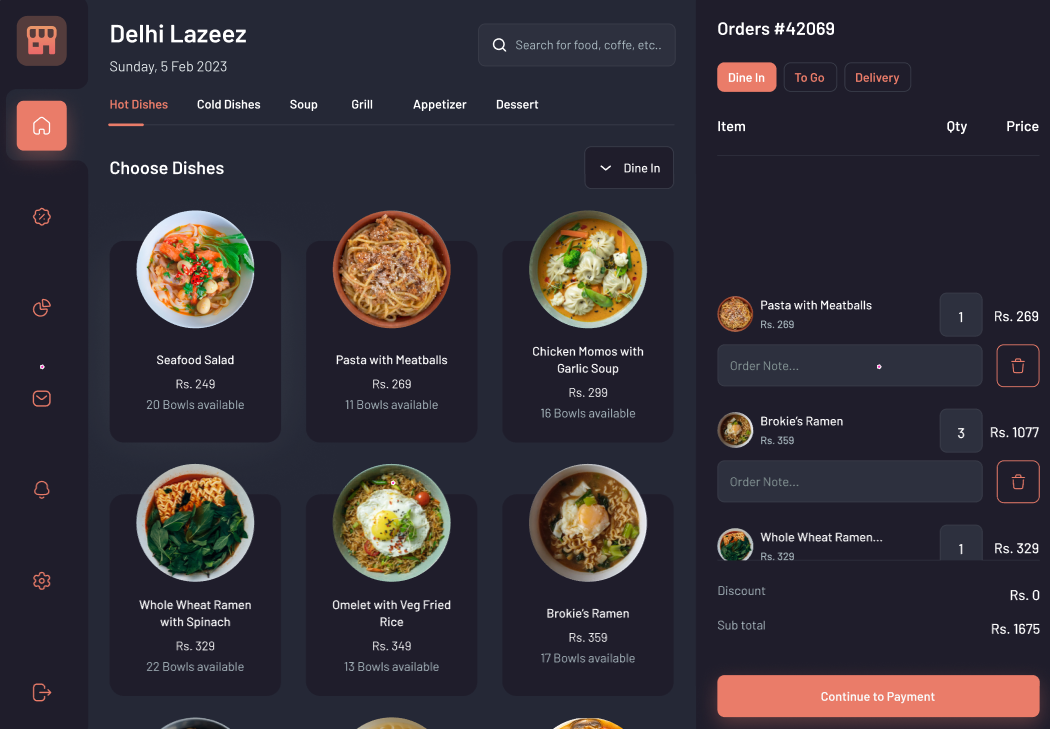 Delhi Lazeez
Sunday, 5 Feb 2023
Search for food, coffe, etc..
Hot Dishes Cold Dishes Soup Grill Appetizer Dessert
Choose Dishes
Dine In
Seafood Salad
Rs. 249
20 Bowls available
Pasta with Meatballs
Rs. 269
11 Bowls available
Chicken Momos with
Garlic Soup
Rs. 299
16 Bowls available
Whole Wheat Ramen
with Spinach
Rs. 329
22 Bowls available
Omelet with Veg Fried
Rice
Rs. 349
13 Bowls available
Brokie’s Ramen
Rs. 359
17 Bowls available
Orders #42069
Dine In To Go Delivery
Item Qty Price
Pasta with Meatballs
Rs. 269
1 Rs. 269
Order Note...
Brokie’s Ramen
Rs. 359
3 Rs. 1077
Order Note...
Whole Wheat Ramen...
Rs. 329
1 Rs. 329
Discount Rs. 0
Sub total Rs. 1675
Continue to Payment